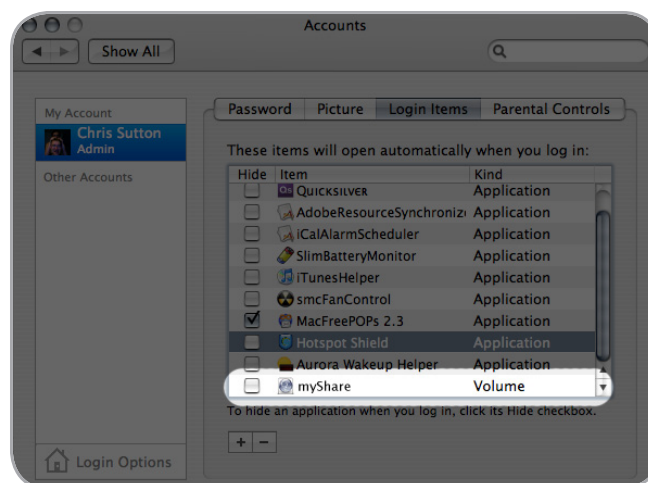 Accounts
Show All
My Account
Chris Sutton
Admin
Other Accounts
Login Options
Password Picture Login Items Parental Controls
These items will open automatically when you log in:
Hide Item Kind
QUICKSILVER Application
AdobeResourceSynchroniz Application
iCalAlarmScheduler Application
SlimBatteryMonitor Application
iTunesHelper Application
smcFanControl Application
MacFreePOPs 2.3 Application
Hotspot Shield Application
Aurora Wakeup Helper Application
myShare Volume
To hide an application when you log in, click its Hide checkbox.
+ −